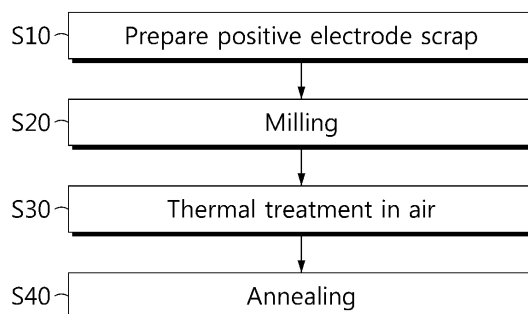 S10 Prepare positive electrode scrap
S20 Milling
S30 Thermal treatment in air
S40 Annealing